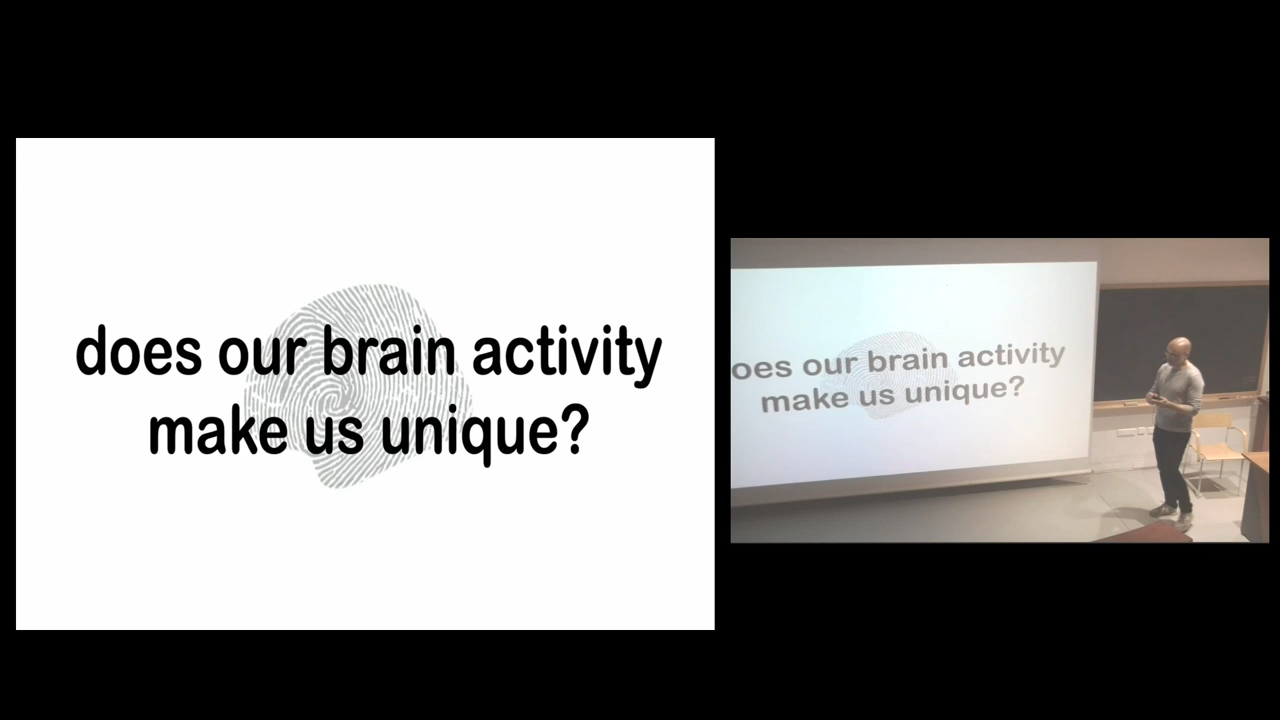 does our brain activity
make us unique?
oes our brain activity
make us unique?